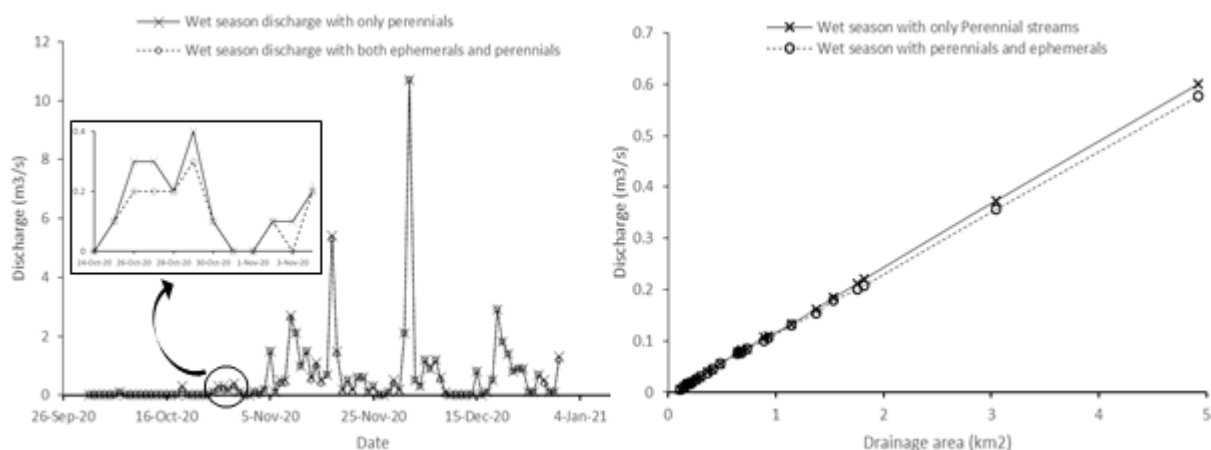 Wet season discharge with only perennials
Wet season discharge with both ephemerals and perennials
12
10
8
6
4
2
0
Discharge (m3/s)
0.4
0.2
0
24-Oct-20 26-Oct-20 28-Oct-20 30-Oct-20 1-Nov-20 3-Nov-20
26-Sep-20 16-Oct-20 5-Nov-20 25-Nov-20 15-Dec-20 4-Jan-21
Date
Wet season with only Perennial streams
Wet season with perennials and ephemerals
0.7
0.6
0.5
0.4
0.3
0.2
0.1
0
Discharge (m3/s)
0 1 2 3 4 5
Drainage area (km2)